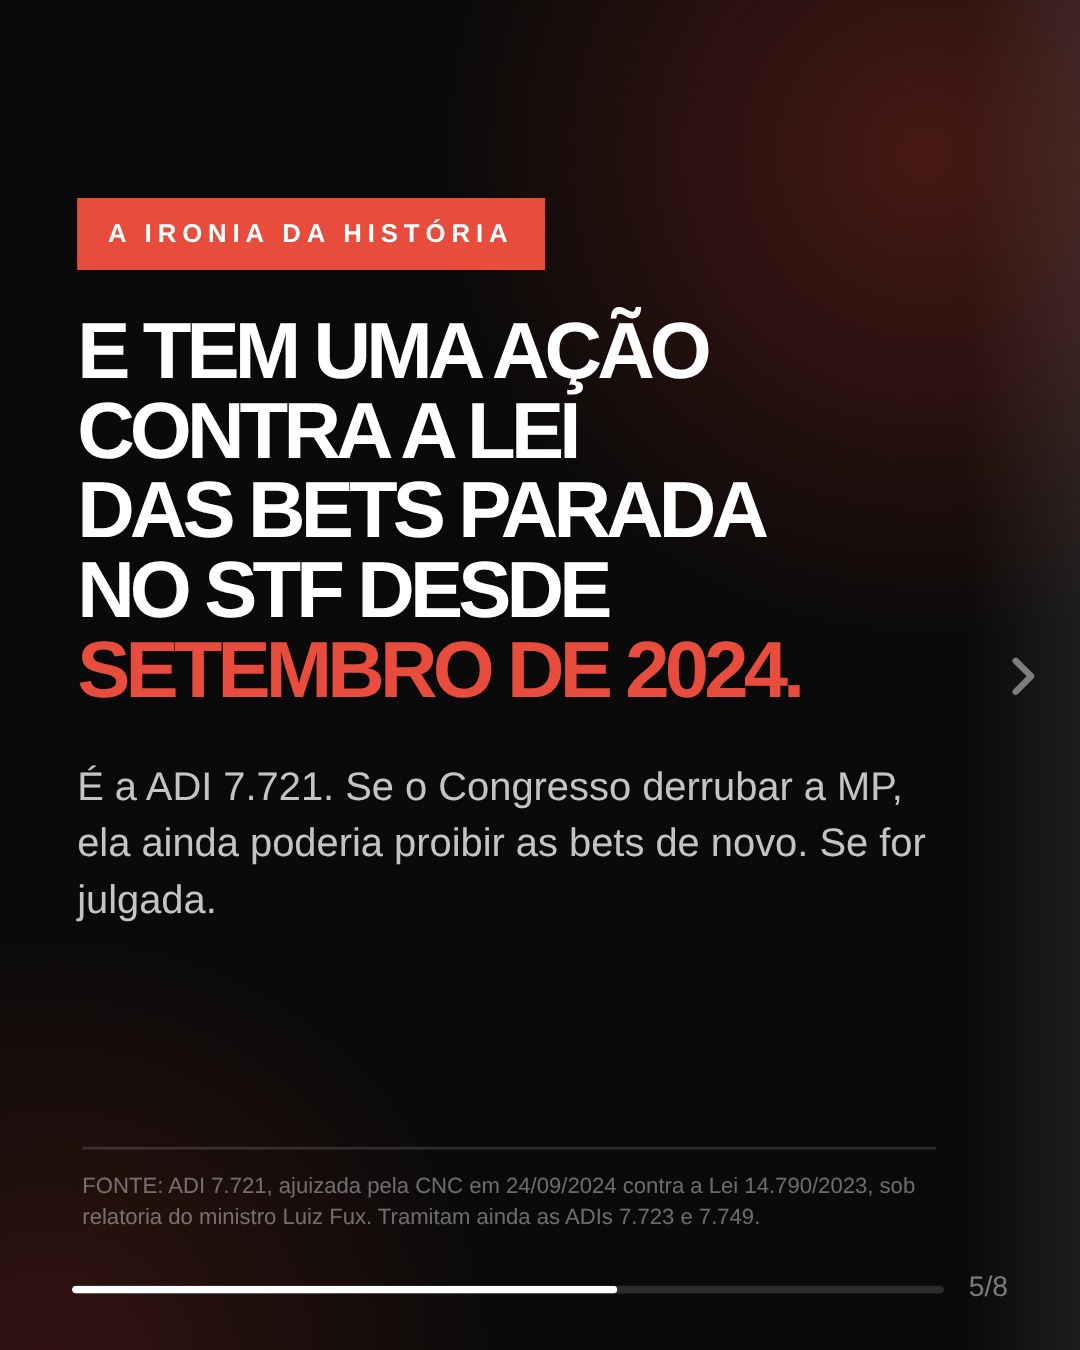 A IRONIA DA HISTÓRIA
E TEM UMA AÇÃO
CONTRA A LEI
DAS BETS PARADA
NO STF DESDE
SETEMBRO DE 2024.
É a ADI 7.721. Se o Congresso derrubar a MP,
ela ainda poderia proibir as bets de novo. Se for
julgada.
FONTE: ADI 7.721, ajuizada pela CNC em 24/09/2024 contra a Lei 14.790/2023, sob
relatoria do ministro Luiz Fux. Tramitam ainda as ADIs 7.723 e 7.749.
5/8